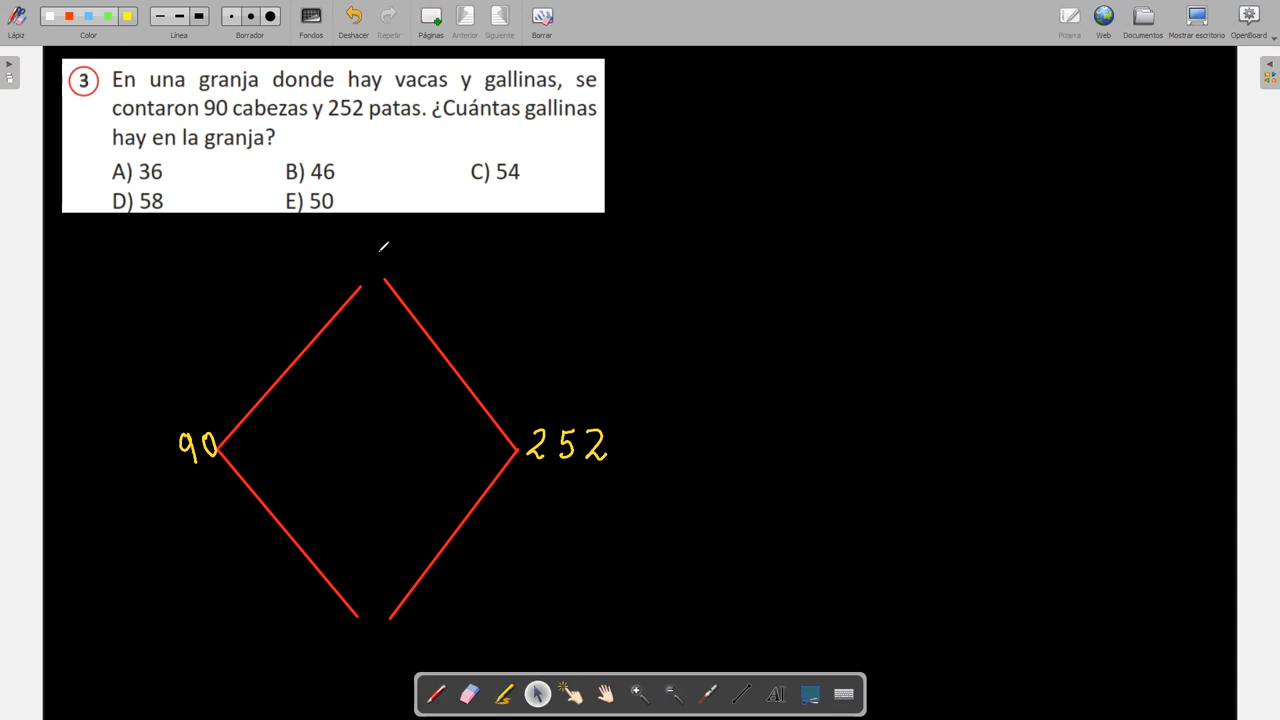 Lápiz Color Línea Borrador Fondos Deshacer Repetir Páginas Anterior Siguiente Borrar Pizarra Web Documentos Mostrar escritorio OpenBoard
3 En una granja donde hay vacas y gallinas, se
contaron 90 cabezas y 252 patas. ¿Cuántas gallinas
hay en la granja?
A) 36 B) 46 C) 54
D) 58 E) 50
90 252
AI